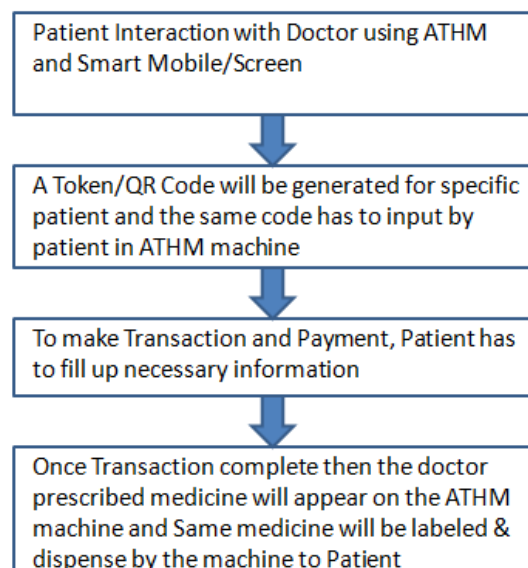 Patient Interaction with Doctor using ATHM
and Smart Mobile/Screen
A Token/QR Code will be generated for specific
patient and the same code has to input by
patient in ATHM machine
To make Transaction and Payment, Patient has
to fill up necessary information
Once Transaction complete then the doctor
prescribed medicine will appear on the ATHM
machine and Same medicine will be labeled &
dispense by the machine to Patient